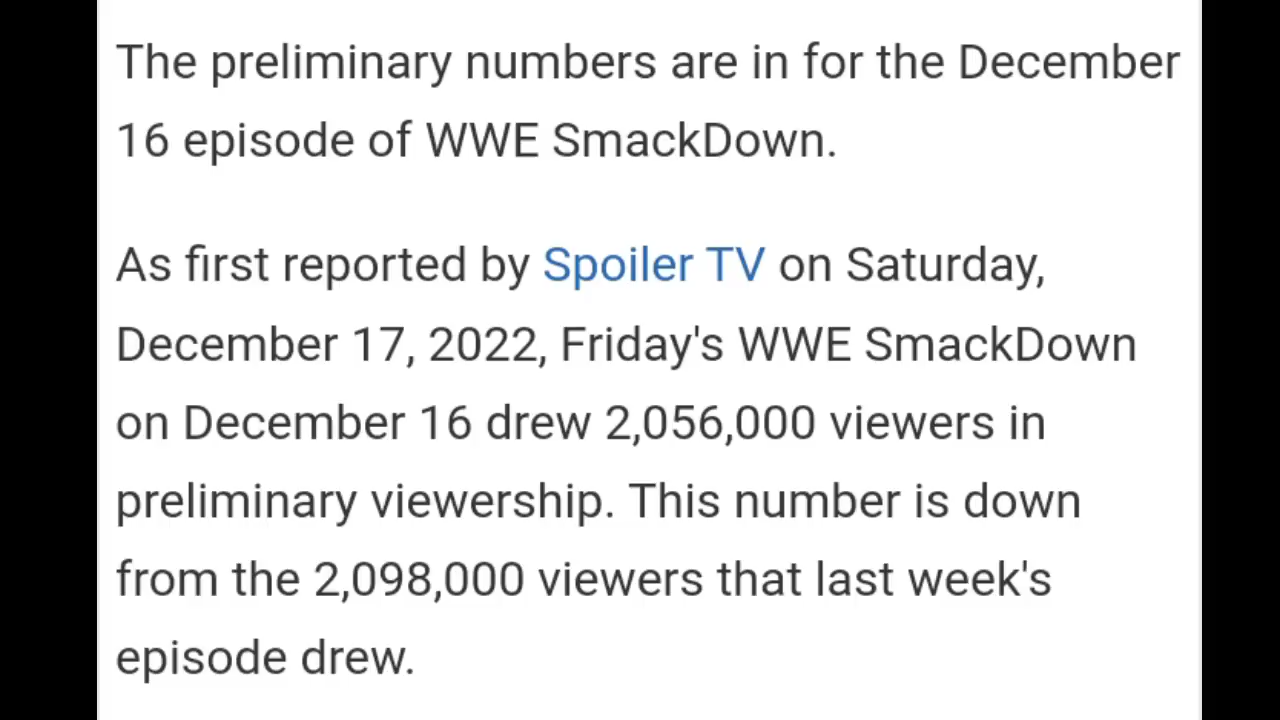 The preliminary numbers are in for the December
16 episode of WWE SmackDown.
As first reported by Spoiler TV on Saturday,
December 17, 2022, Friday's WWE SmackDown
on December 16 drew 2,056,000 viewers in
preliminary viewership. This number is down
from the 2,098,000 viewers that last week's
episode drew.